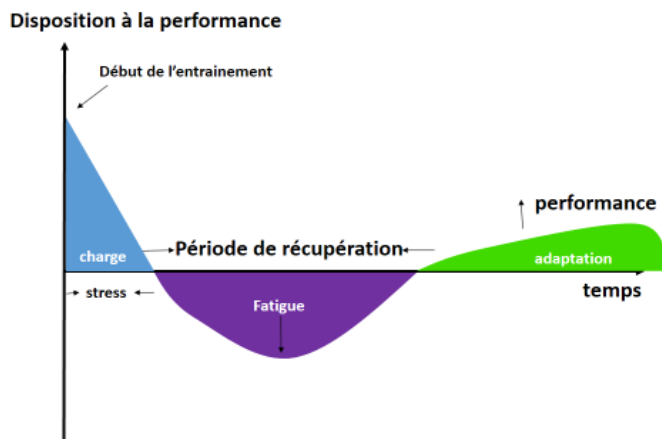 Disposition à la performance
Début de l'entrainement
performance
Période de récupération
charge
adaptation
stress
temps
Fatigue